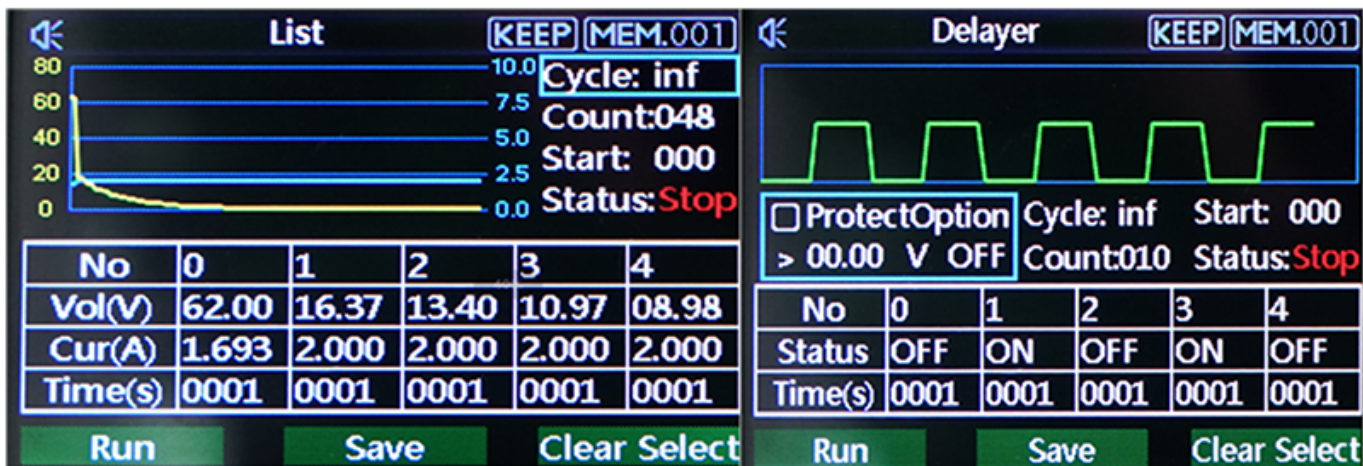 List KEEP MEM.001
80 10.0 Cycle: inf
60 7.5 Count:048
40 5.0
20 2.5 Start: 000
0 0.0 Status:Stop
No 0 1 2 3 4
Vol(V) 62.00 16.37 13.40 10.97 08.98
Cur(A) 1.693 2.000 2.000 2.000 2.000
Time(s) 0001 0001 0001 0001 0001
Run Save Clear Select
Delayer KEEP MEM.001
ProtectOption Cycle: inf Start: 000
> 00.00 V OFF Count:010 Status:Stop
No 0 1 2 3 4
Status OFF ON OFF ON OFF
Time(s) 0001 0001 0001 0001 0001
Run Save Clear Select